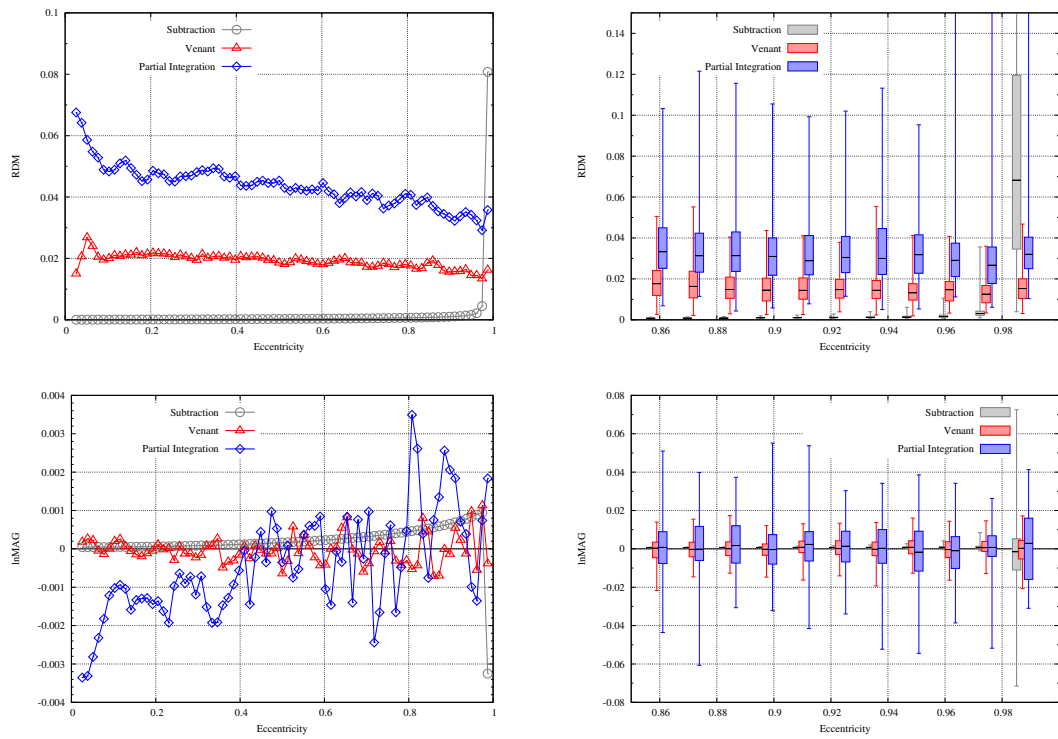 0.1
0.08
0.06
0.04
0.02
0
RDM
Subtraction
Venant
Partial Integration
0 0.2 0.4 0.6 0.8 1
Eccentricity
0.14
0.12
0.1
0.08
0.06
0.04
0.02
0
RDM
Subtraction
Venant
Partial Integration
0.86 0.88 0.9 0.92 0.94 0.96 0.98
Eccentricity
0.004
0.003
0.002
0.001
0
-0.001
-0.002
-0.003
-0.004
lnMAG
Subtraction
Venant
Partial Integration
0 0.2 0.4 0.6 0.8 1
Eccentricity
0.08
0.06
0.04
0.02
0
-0.02
-0.04
-0.06
-0.08
lnMAG
Subtraction
Venant
Partial Integration
0.86 0.88 0.9 0.92 0.94 0.96 0.98
Eccentricity